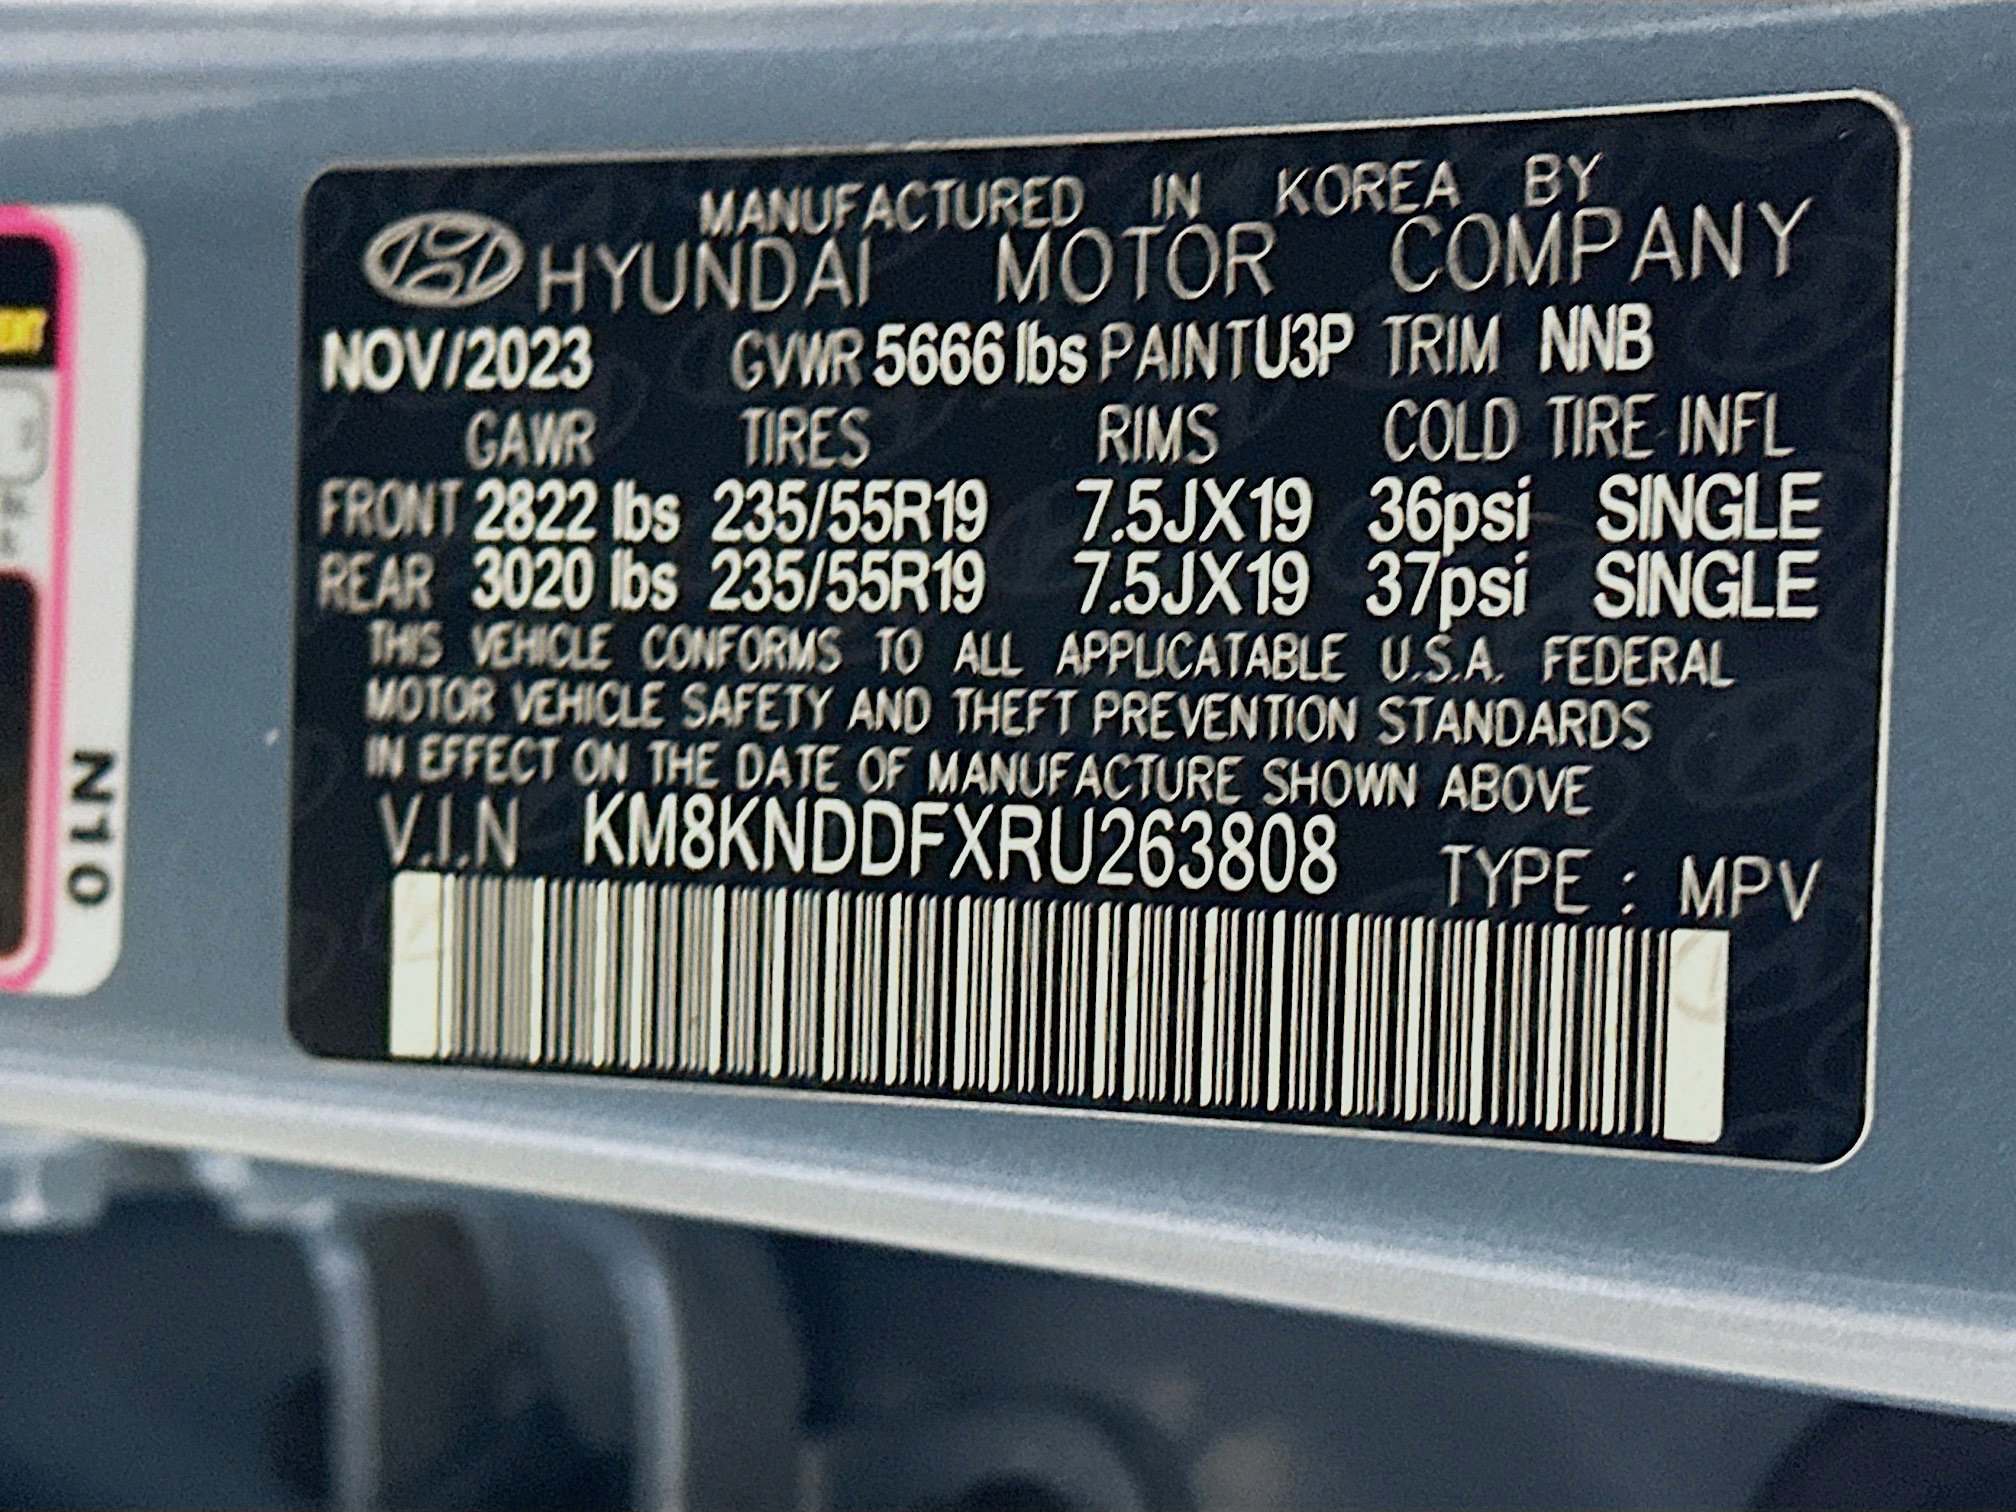 MANUFACTURED IN KOREA BY
HYUNDAI MOTOR COMPANY
NOV/2023 GVWR 5666 lbs PAINT U3P TRIM NNB
GAWR TIRES RIMS COLD TIRE INFL
FRONT 2822 lbs 235/55R19 7.5JX19 36psi SINGLE
REAR 3020 lbs 235/55R19 7.5JX19 37psi SINGLE
THIS VEHICLE CONFORMS TO ALL APPLICATABLE U.S.A. FEDERAL
MOTOR VEHICLE SAFETY AND THEFT PREVENTION STANDARDS
IN EFFECT ON THE DATE OF MANUFACTURE SHOWN ABOVE
V.I.N KM8KNDDFXRU263808 TYPE : MPV
N10